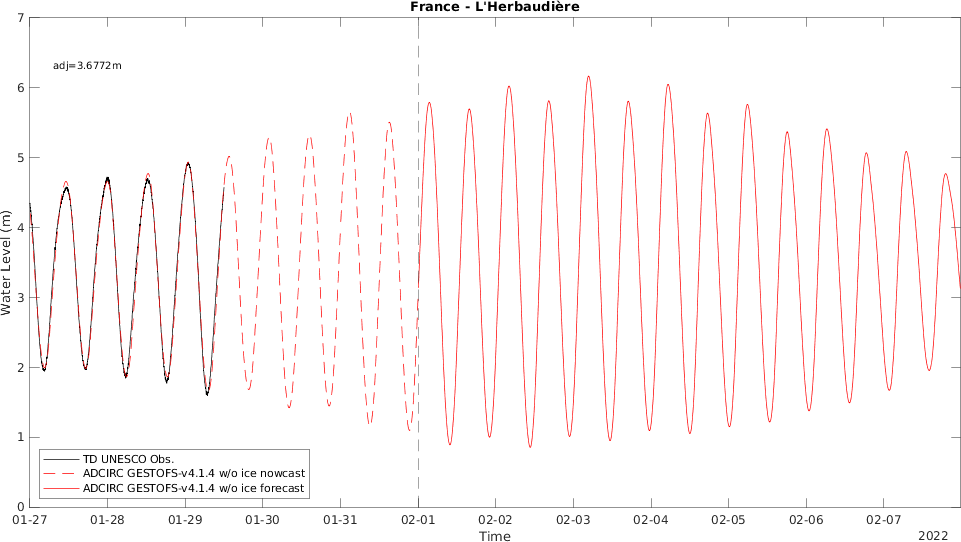 France - L'Herbaudière
7
6
5
4
3
2
1
0
Water Level (m)
adj=3.6772m
TD UNESCO Obs.
ADCIRC GESTOFS-v4.1.4 w/o ice nowcast
ADCIRC GESTOFS-v4.1.4 w/o ice forecast
01-27 01-28 01-29 01-30 01-31 02-01 02-02 02-03 02-04 02-05 02-06 02-07
Time
2022